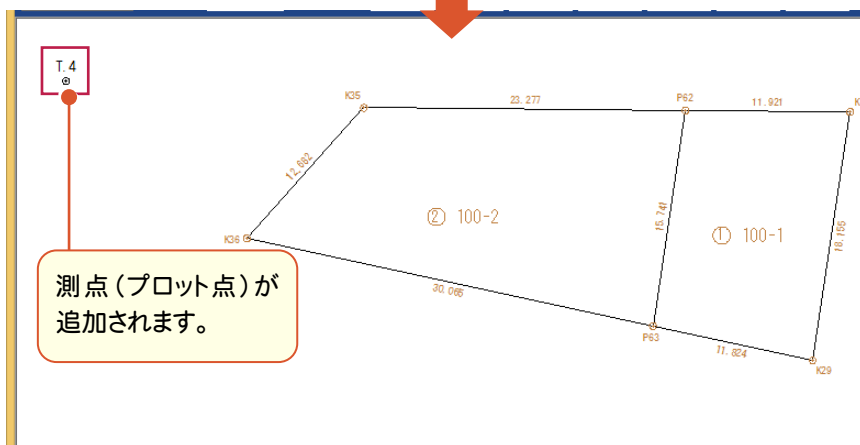 T.4
K35
23.277
P62
11.921
K
12.662
15.741
18.155
② 100-2
① 100-1
K36
30.066
測点(プロット点)が
追加されます。
P63
11.824
K29